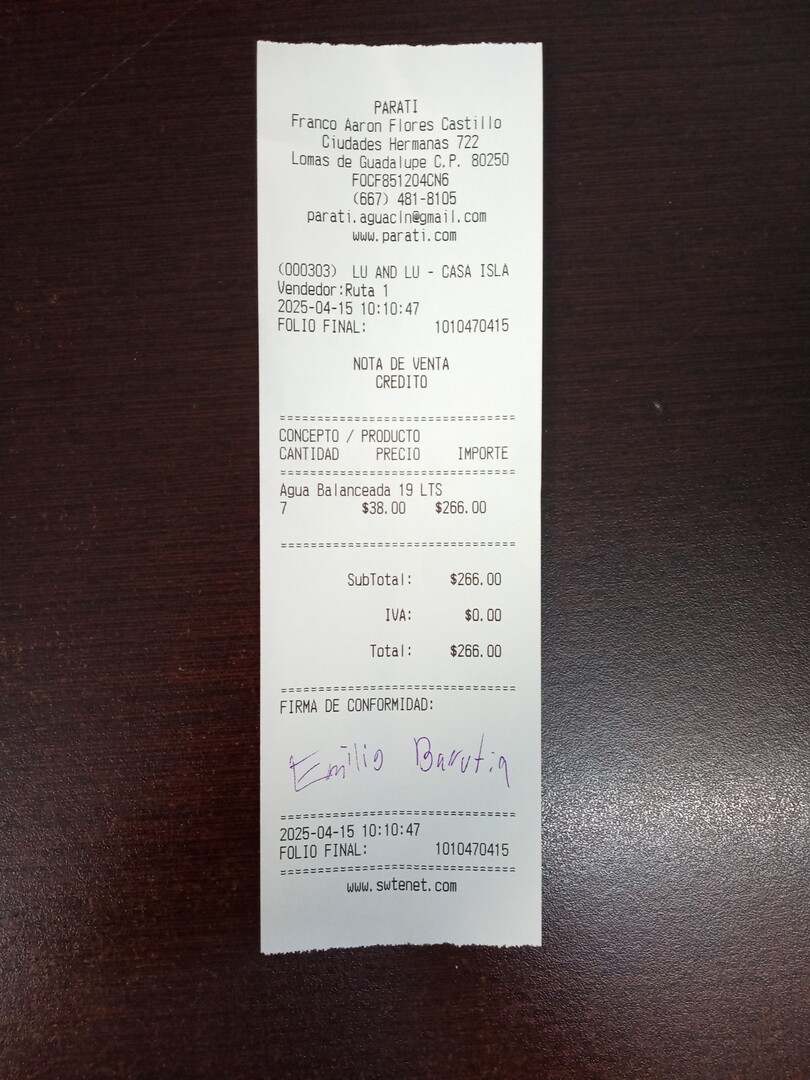 PARATI
Franco Aaron Flores Castillo
Ciudades Hermanas 722
Lomas de Guadalupe C.P. 80250
FOCF851204CN6
(667) 481-8105
parati.aguacln@gmail.com
www.parati.com
(000303) LU AND LU - CASA ISLA
Vendedor:Ruta 1
2025-04-15 10:10:47
FOLIO FINAL: 1010470415
NOTA DE VENTA
CREDITO
================================
CONCEPTO / PRODUCTO
CANTIDAD PRECIO IMPORTE
================================
Agua Balanceada 19 LTS
7 $38.00 $266.00
================================
SubTotal: $266.00
IVA: $0.00
Total: $266.00
================================
FIRMA DE CONFORMIDAD:
Emilio
================================
2025-04-15 10:10:47
FOLIO FINAL: 1010470415
================================
www.swtenet.com